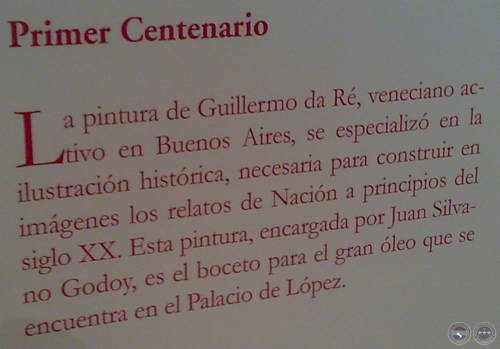 Primer Centenario
La pintura de Guillermo da Ré, veneciano ac-
tivo en Buenos Aires, se especializó en la
ilustración histórica, necesaria para construir en
imágenes los relatos de Nación a principios del
siglo XX. Esta pintura, encargada por Juan Silva-
no Godoy, es el boceto para el gran óleo que se
encuentra en el Palacio de López.